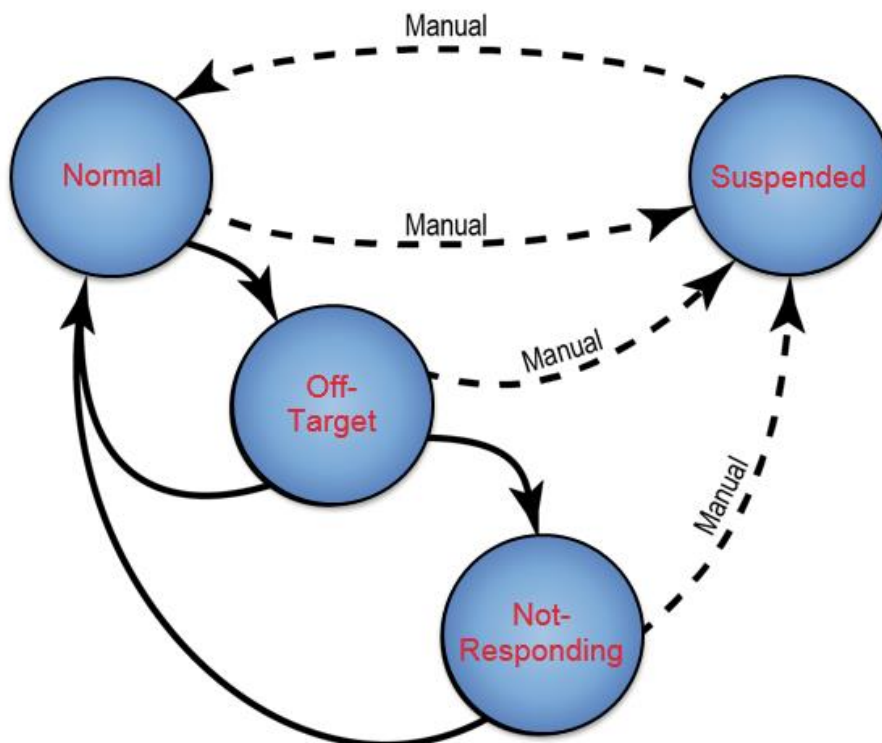 Manual
Normal
Suspended
Manual
Manual
Off-
Target
Manual
Not-
Responding